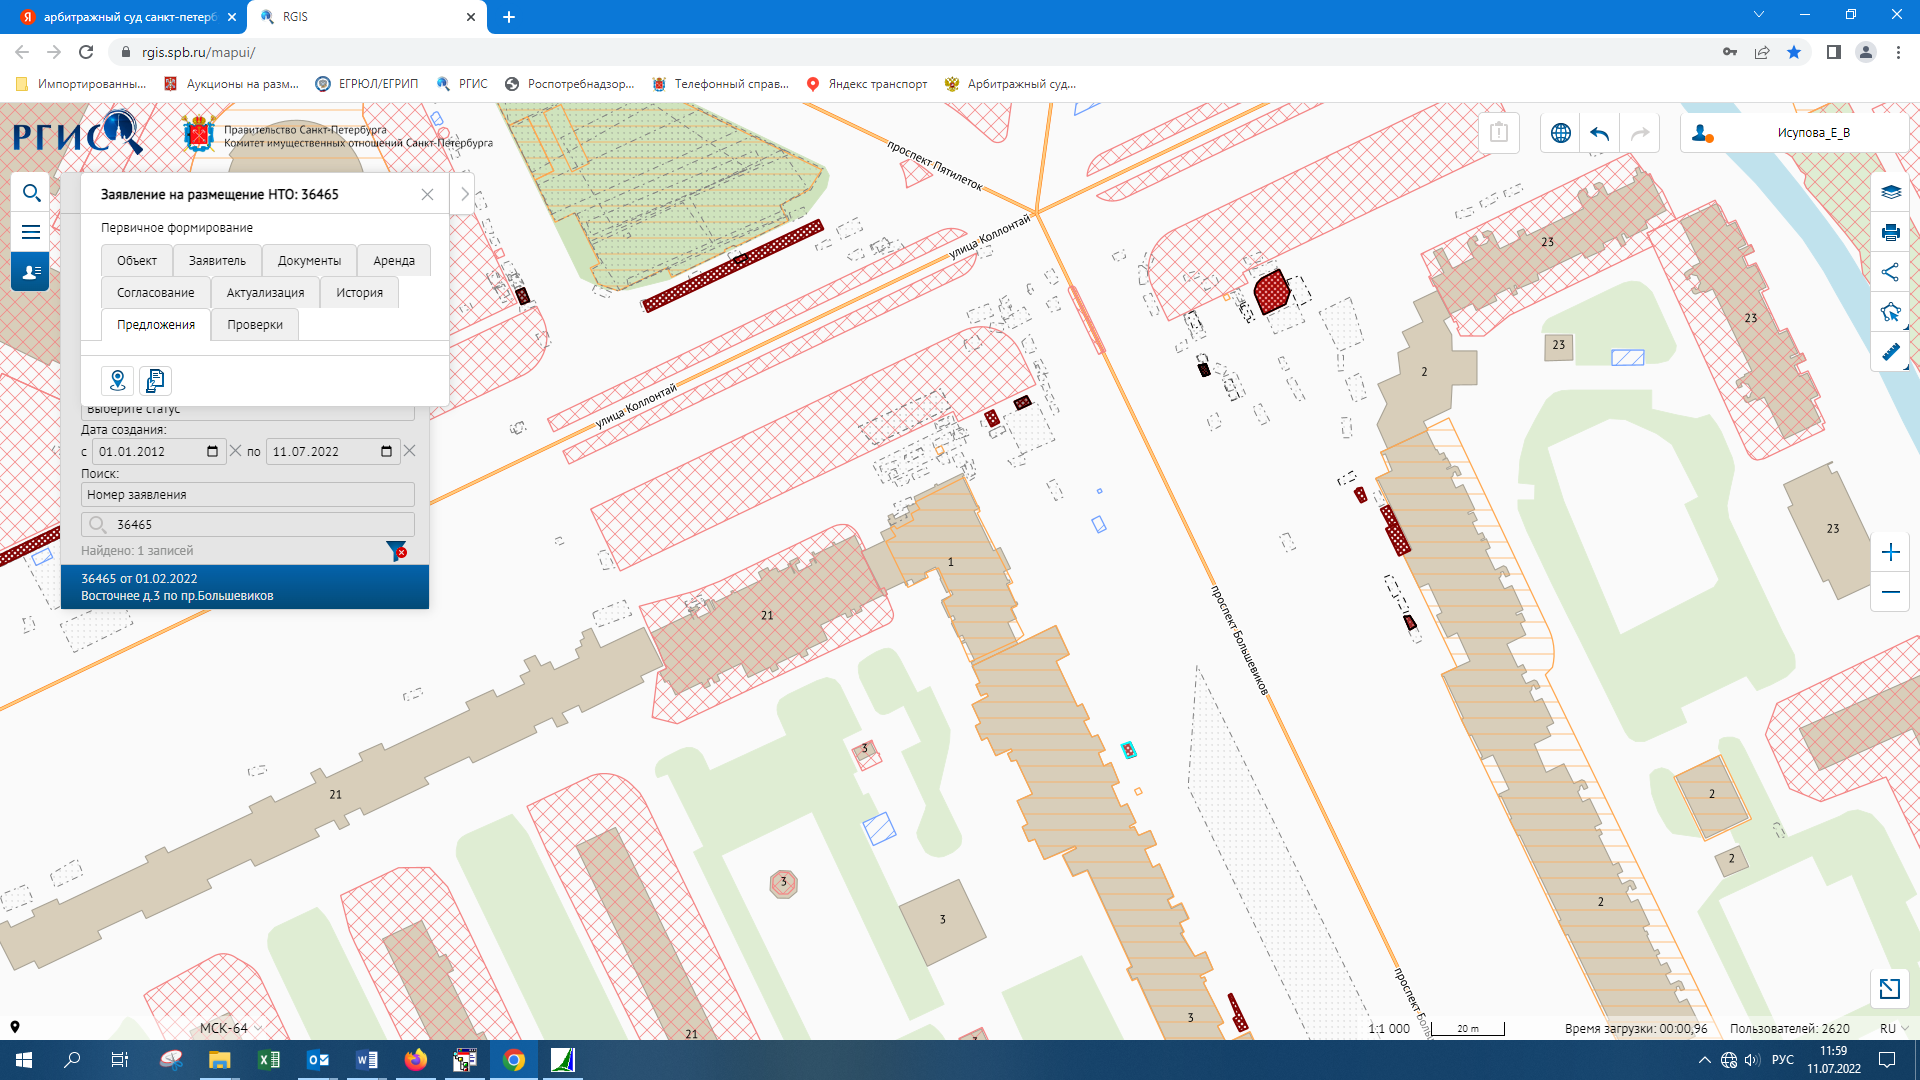 арбитражный суд санкт-петерб
RGIS
rgis.spb.ru/mapui/
Импортированны...
Аукционы на разм...
ЕГРЮЛ/ЕГРИП
РГИС
Роспотребнадзор...
Телефонный справ...
Яндекс транспорт
Арбитражный суд...
РГИС
Правительство Санкт-Петербурга
Комитет имущественных отношений Санкт-Петербурга
Исупова_Е_В
Заявление на размещение НТО: 36465
Первичное формирование
Объект
Заявитель
Документы
Аренда
Согласование
Актуализация
История
Предложения
Проверки
Выберите статус
Дата создания:
с 01.01.2012 по 11.07.2022
Поиск:
Номер заявления
36465
Найдено: 1 записей
36465 от 01.02.2022
Восточнее д.3 по пр.Большевиков
проспект Пятилеток
улица Коллонтай
улица Коллонтай
проспект Большевиков
проспект Бол
23
23
23
23
2
1
21
21
3
3
3
2
2
2
3
21
МСК-64
1:1 000
20 m
Время загрузки: 00:00,96
Пользователей: 2620
RU
РУС
11:59
11.07.2022